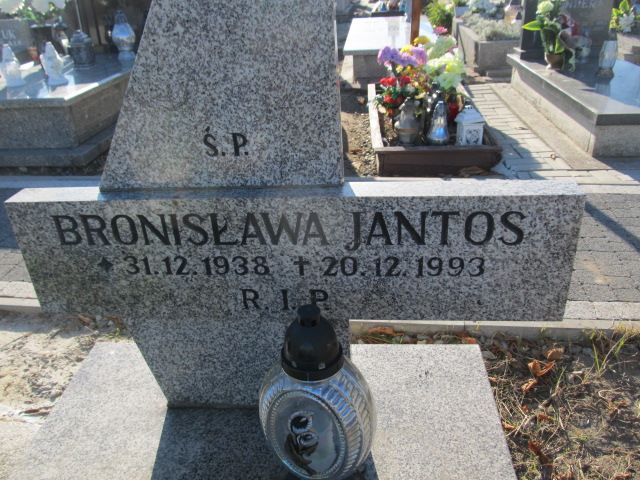 Ś.P.
BRONISŁAWA JANTOS
* 31.12.1938 † 20.12.1993
R.I.P.